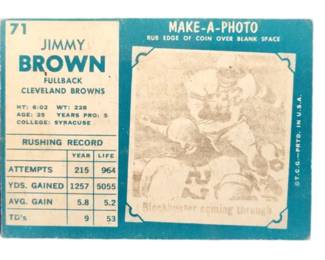 71
JIMMY
BROWN
FULLBACK
CLEVELAND BROWNS
HT: 6:02 WT: 228
AGE: 25 YEARS PRO: 5
COLLEGE: SYRACUSE
RUSHING RECORD
YEAR LIFE
ATTEMPTS 215 964
YDS. GAINED 1257 5055
AVG. GAIN 5.8 5.2
TD's 9 53
MAKE-A-PHOTO
RUB EDGE OF COIN OVER BLANK SPACE
Blockbuster coming through
© T.C.G.—PRTD. IN U.S.A.